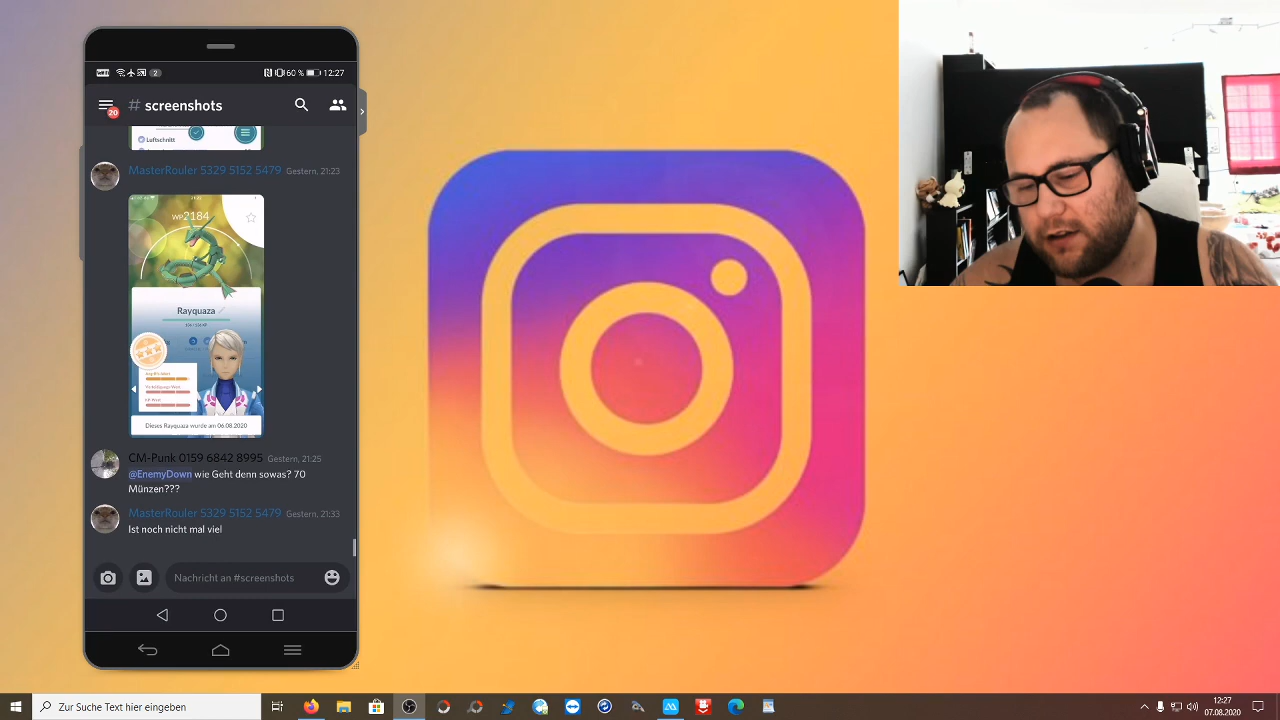 60 % 12:27
20
# screenshots
Luftschnitt
MasterRouler 5329 5152 5479 Gestern, 21:23
WP2184
Rayquaza
Dieses Rayquaza wurde am 06.08.2020
CM-Punk 0159 6842 8995 Gestern, 21:25
@EnemyDown wie Geht denn sowas? 70
Münzen???
MasterRouler 5329 5152 5479 Gestern, 21:33
Ist noch nicht mal viel
Nachricht an #screenshots
Zur Suche Text hier eingeben
12:27
07.08.2020